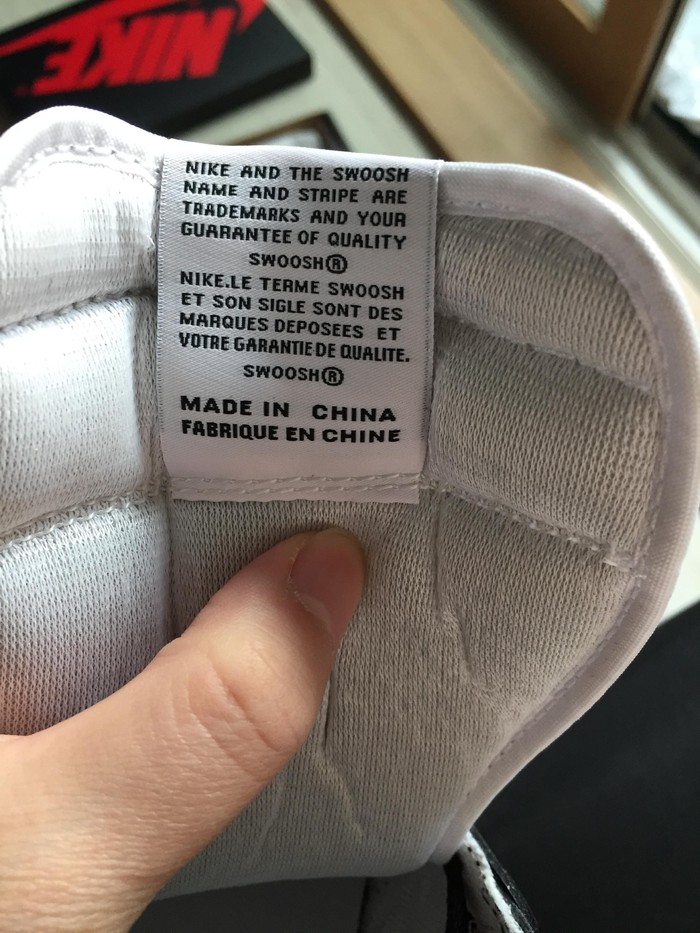 NIKE
NIKE AND THE SWOOSH
NAME AND STRIPE ARE
TRADEMARKS AND YOUR
GUARANTEE OF QUALITY
SWOOSH®
NIKE.LE TERME SWOOSH
ET SON SIGLE SONT DES
MARQUES DEPOSEES ET
VOTRE GARANTIE DE QUALITE.
SWOOSH®
MADE IN CHINA
FABRIQUE EN CHINE